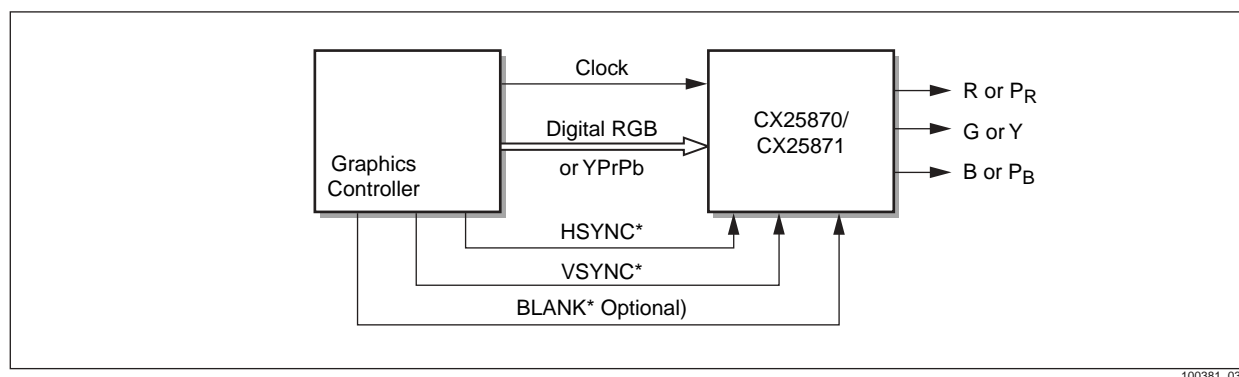 Clock
Digital RGB
or YPrPb
Graphics
Controller
CX25870/
CX25871
R or PR
G or Y
B or PB
HSYNC*
VSYNC*
BLANK* Optional)